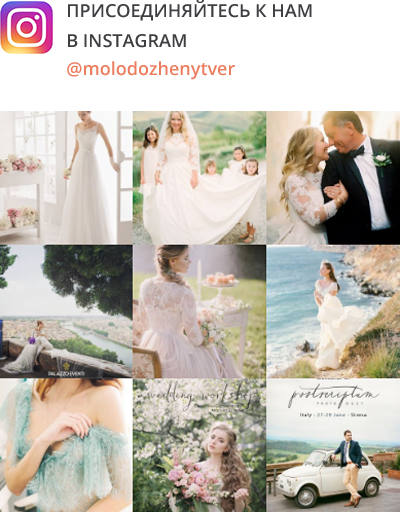 ПРИСОЕДИНЯЙТЕСЬ К НАМ
В INSTAGRAM
@molodozhenytver
PALAZZO EVENTI
wedding workshop
postscriptum
Italy · 27-29 June · Siena